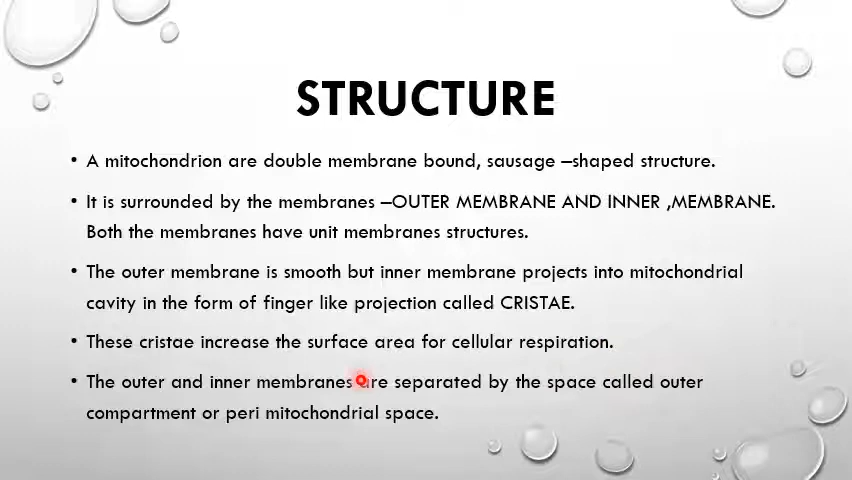 STRUCTURE
• A mitochondrion are double membrane bound, sausage –shaped structure.
• It is surrounded by the membranes –OUTER MEMBRANE AND INNER ,MEMBRANE.
Both the membranes have unit membranes structures.
• The outer membrane is smooth but inner membrane projects into mitochondrial
cavity in the form of finger like projection called CRISTAE.
• These cristae increase the surface area for cellular respiration.
• The outer and inner membranes are separated by the space called outer
compartment or peri mitochondrial space.